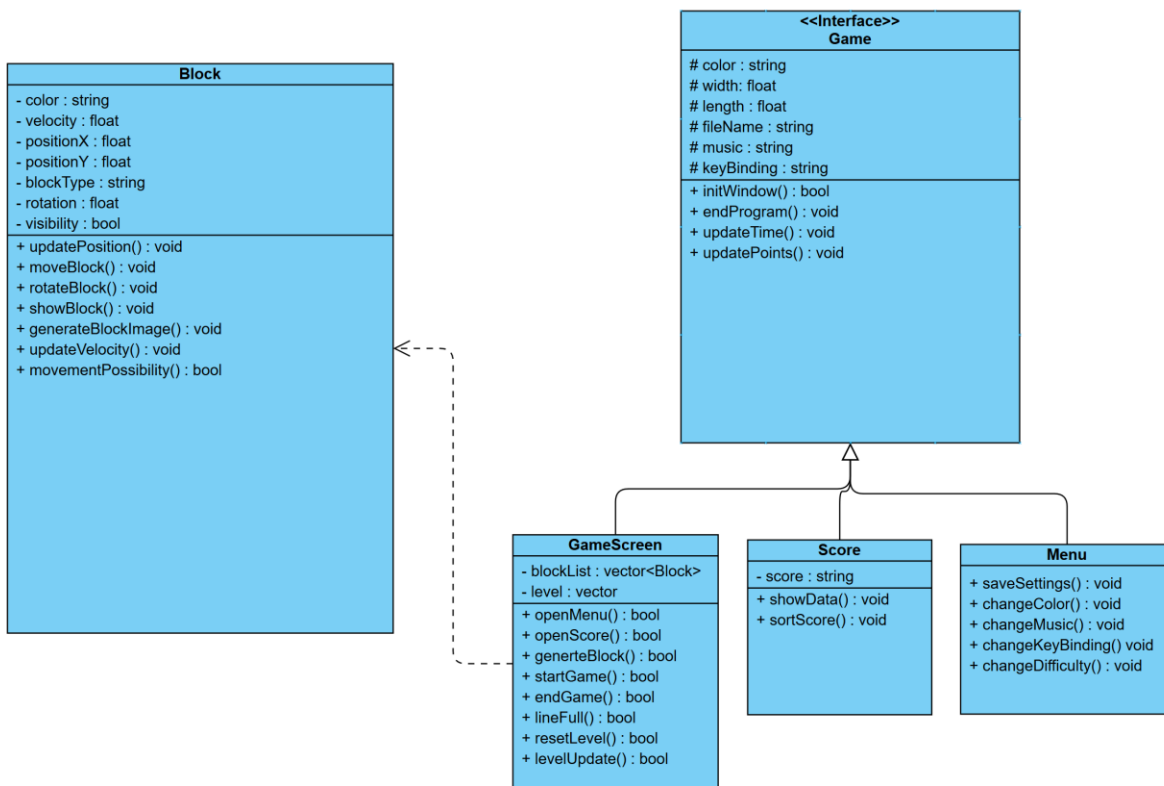 Block
- color : string
- velocity : float
- positionX : float
- positionY : float
- blockType : string
- rotation : float
- visibility : bool
+ updatePosition() : void
+ moveBlock() : void
+ rotateBlock() : void
+ showBlock() : void
+ generateBlockImage() : void
+ updateVelocity() : void
+ movementPossibility() : bool
<<Interface>>
Game
# color : string
# width: float
# length : float
# fileName : string
# music : string
# keyBinding : string
+ initWindow() : bool
+ endProgram() : void
+ updateTime() : void
+ updatePoints() : void
GameScreen
- blockList : vector<Block>
- level : vector
+ openMenu() : bool
+ openScore() : bool
+ generteBlock() : bool
+ startGame() : bool
+ endGame() : bool
+ lineFull() : bool
+ resetLevel() : bool
+ levelUpdate() : bool
Score
- score : string
+ showData() : void
+ sortScore() : void
Menu
+ saveSettings() : void
+ changeColor() : void
+ changeMusic() : void
+ changeKeyBinding() void
+ changeDifficulty() : void